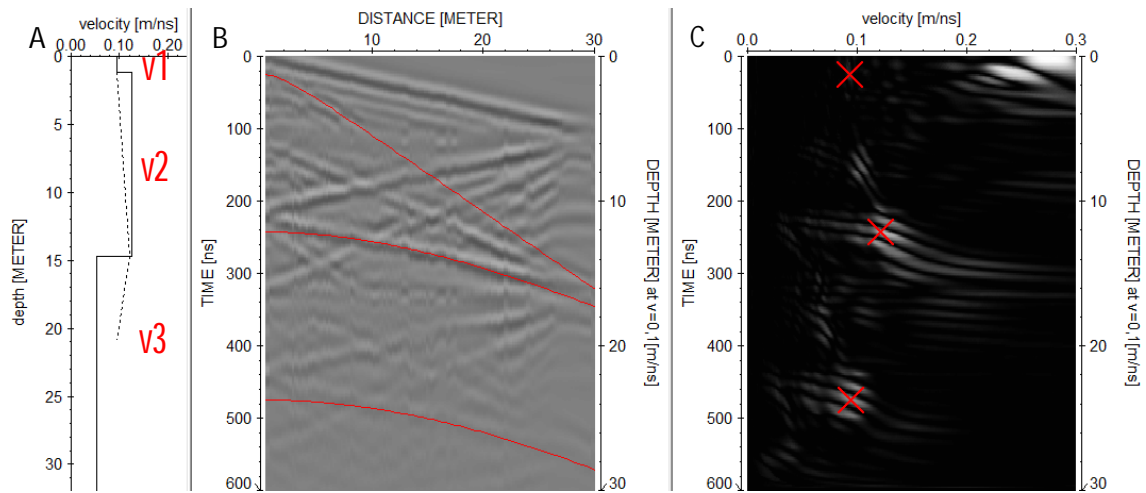 A
velocity [m/ns]
0.00 0.10 0.20
0
5
10
15
20
25
30
depth [METER]
v1
v2
v3
B
DISTANCE [METER]
10 20 30
0
100
200
300
400
500
600
TIME [ns]
0
10
20
30
DEPTH [METER] at v=0,1[m/ns]
C
velocity [m/ns]
0.0 0.1 0.2 0.3
0
100
200
300
400
500
600
TIME [ns]
0
10
20
30
DEPTH [METER] at v=0,1[m/ns]